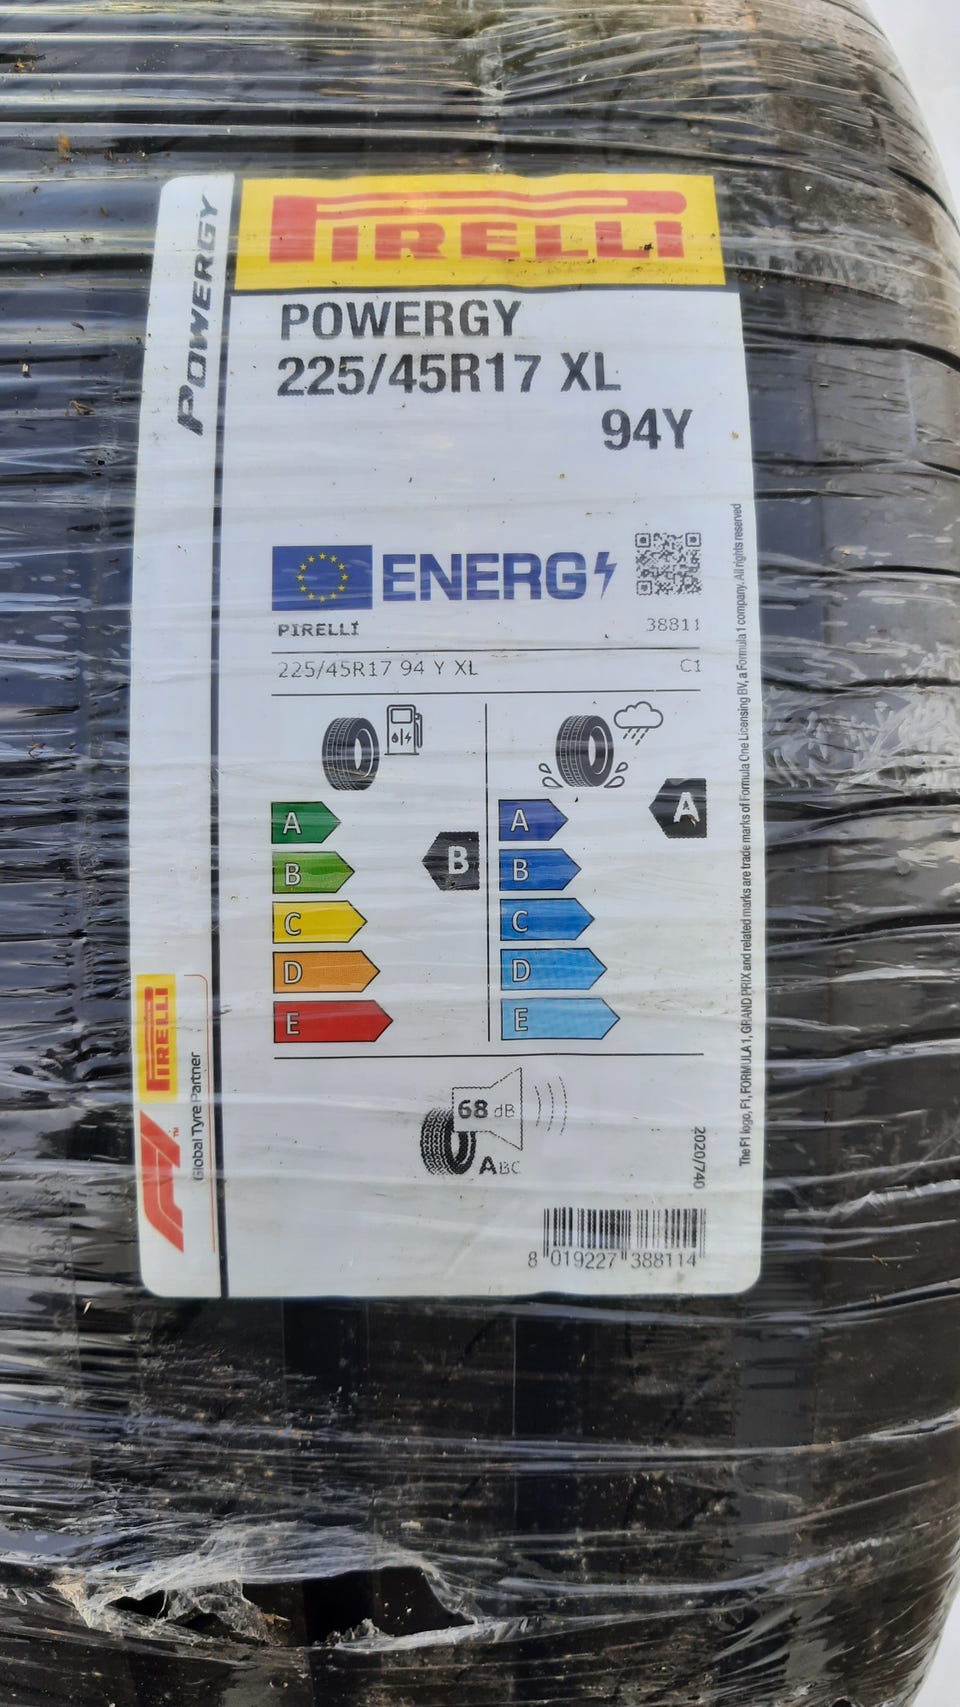 PIRELLI
POWERGY
POWERGY
225/45R17 XL
94Y
ENERG
PIRELLI
38811
225/45R17 94 Y XL
C1
A
A
A
B
B
B
C
C
D
D
E
E
68 dB
ABC
2020/740
8 019227 388114
PIRELLI
F1™
Global Tyre Partner
The F1 logo, F1, FORMULA 1, GRAND PRIX and related marks are trade marks of Formula One Licensing BV, a Formula 1 company. All rights reserved